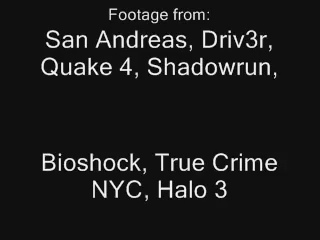 Footage from:
San Andreas, Driv3r,
Quake 4, Shadowrun,
Bioshock, True Crime
NYC, Halo 3